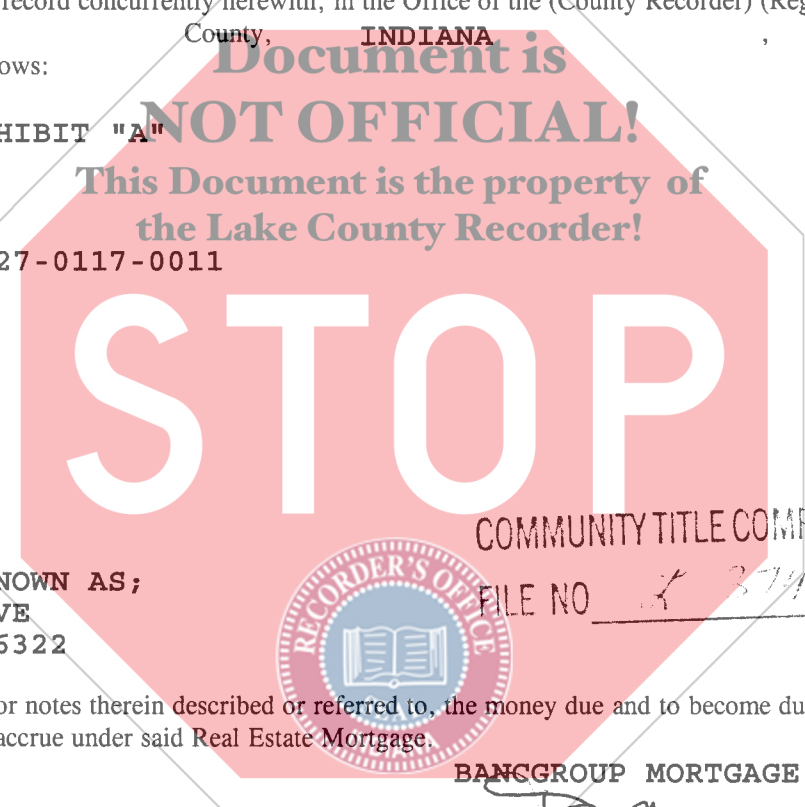 record concurrently herewith, in the Office of the (County Recorder) (Reg
County, INDIANA ,
ows:
Document is
NOT OFFICIAL!
HIBIT "A"
This Document is the property of
the Lake County Recorder!
27-0117-0011
STOP
COMMUNITY TITLE COMP
FILE NO
NOWN AS;
VE
6322
RECORDER'S OFFICE
SEAL
INDIANA
or notes therein described or referred to, the money due and to become du
accrue under said Real Estate Mortgage.
BANCGROUP MORTGAGE